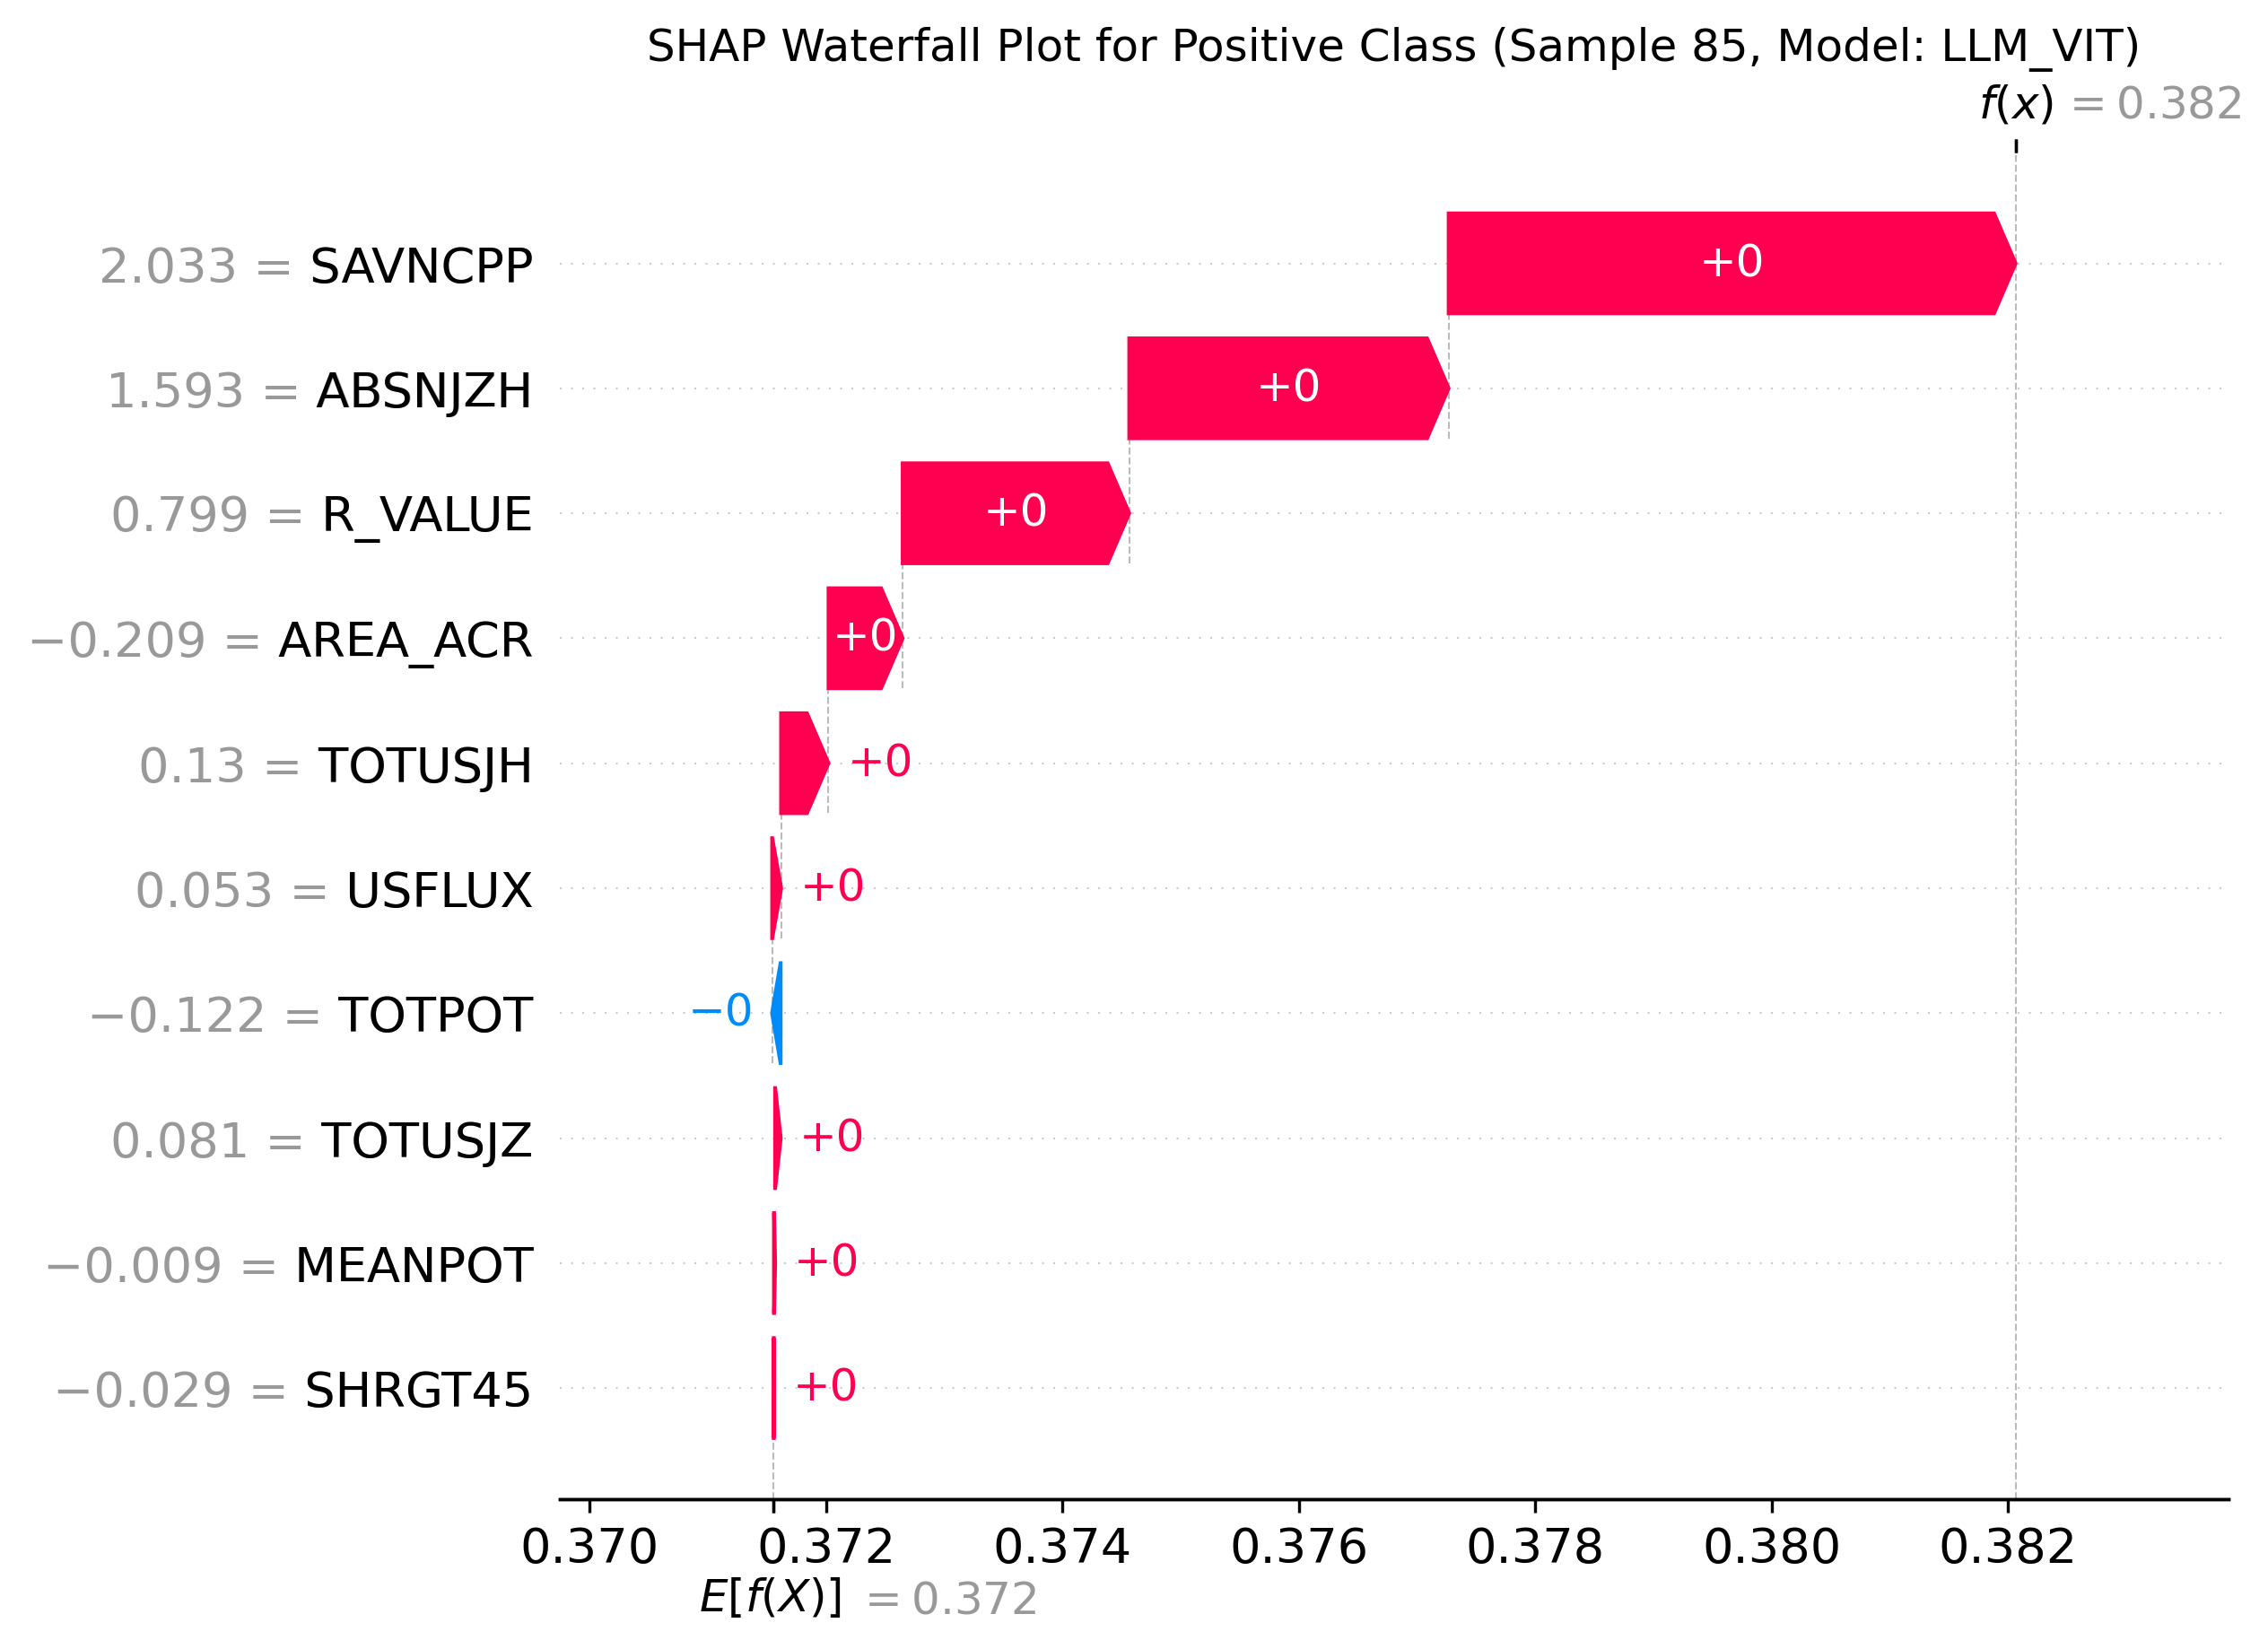 SHAP Waterfall Plot for Positive Class (Sample 85, Model: LLM_VIT)
f(x) = 0.382
2.033 = SAVNCPP +0
1.593 = ABSNJZH +0
0.799 = R_VALUE +0
−0.209 = AREA_ACR +0
0.13 = TOTUSJH +0
0.053 = USFLUX +0
−0.122 = TOTPOT −0
0.081 = TOTUSJZ +0
−0.009 = MEANPOT +0
−0.029 = SHRGT45 +0
0.370 0.372 0.374 0.376 0.378 0.380 0.382
E[f(X)] = 0.372